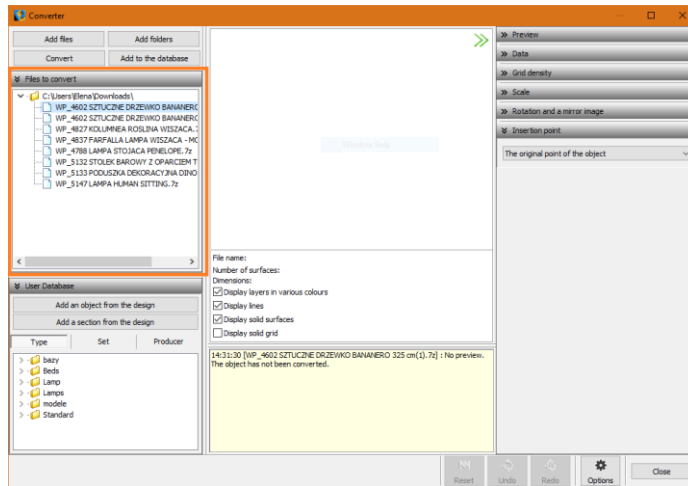 Converter
Add files
Add folders
Convert
Add to the database
Files to convert
C:\Users\Elena\Downloads\
WP_4602 SZTUCZNE DRZEWKO BANANERO
WP_4602 SZTUCZNE DRZEWKO BANANERO
WP_4827 KOLUMNEA ROSLINA WISZACA.
WP_4837 FARFALLA LAMPA WISZACA - MO
WP_4788 LAMPA STOJACA PENELOPE.7z
WP_5132 STOLEK BAROWY Z OPARCIEM T
WP_5133 PODUSZKA DEKORACYJNA DINO
WP_5147 LAMPA HUMAN SITTING.7z
User Database
Add an object from the design
Add a section from the design
Type
Set
Producer
bazy
Beds
Lamp
Lamps
modele
Standard
File name:
Number of surfaces:
Dimensions:
Display layers in various colours
Display lines
Display solid surfaces
Display solid grid
14:31:30 [WP_4602 SZTUCZNE DRZEWKO BANANERO 325 cm(1).7z] : No preview.
The object has not been converted.
Preview
Data
Grid density
Scale
Rotation and a mirror image
Insertion point
The original point of the object
Reset
Undo
Redo
Options
Close